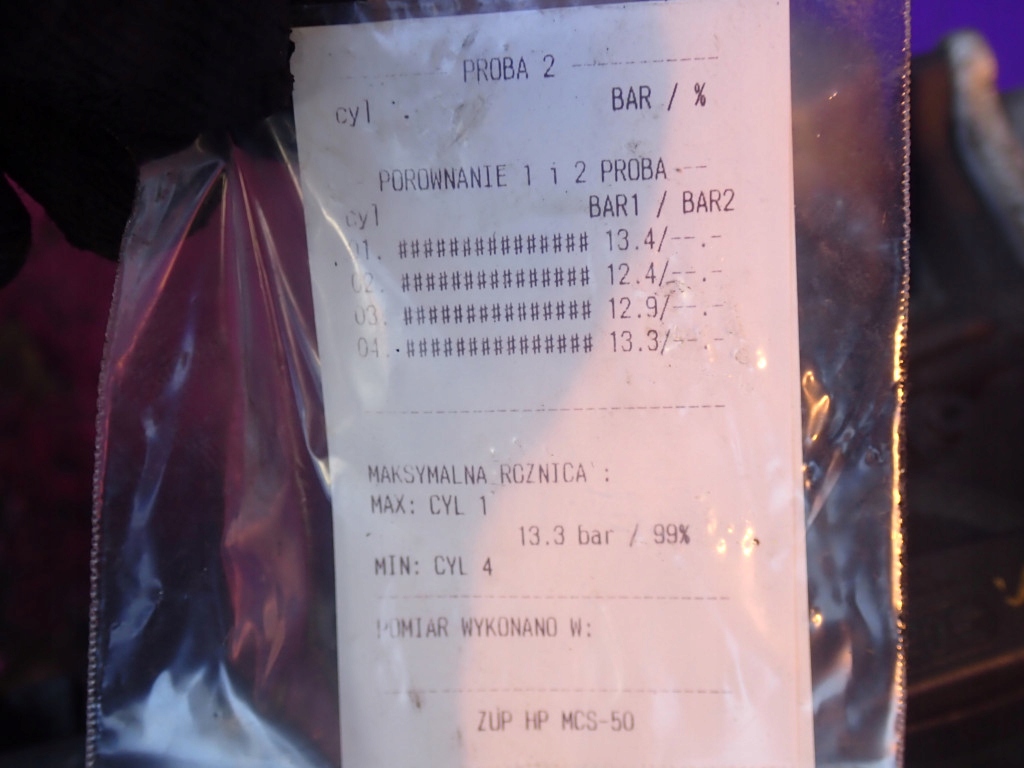 PROBA 2
cyl . BAR / %
POROWNANIE 1 i 2 PROBA
cyl BAR1 / BAR2
01. ############### 13.4/--.-
02. ############### 12.4/--.-
03. ############### 12.9/--.-
04. ############### 13.3/--.-
MAKSYMALNA ROZNICA :
MAX: CYL 1
13.3 bar / 99%
MIN: CYL 4
POMIAR WYKONANO W:
ZUP HP MCS-50